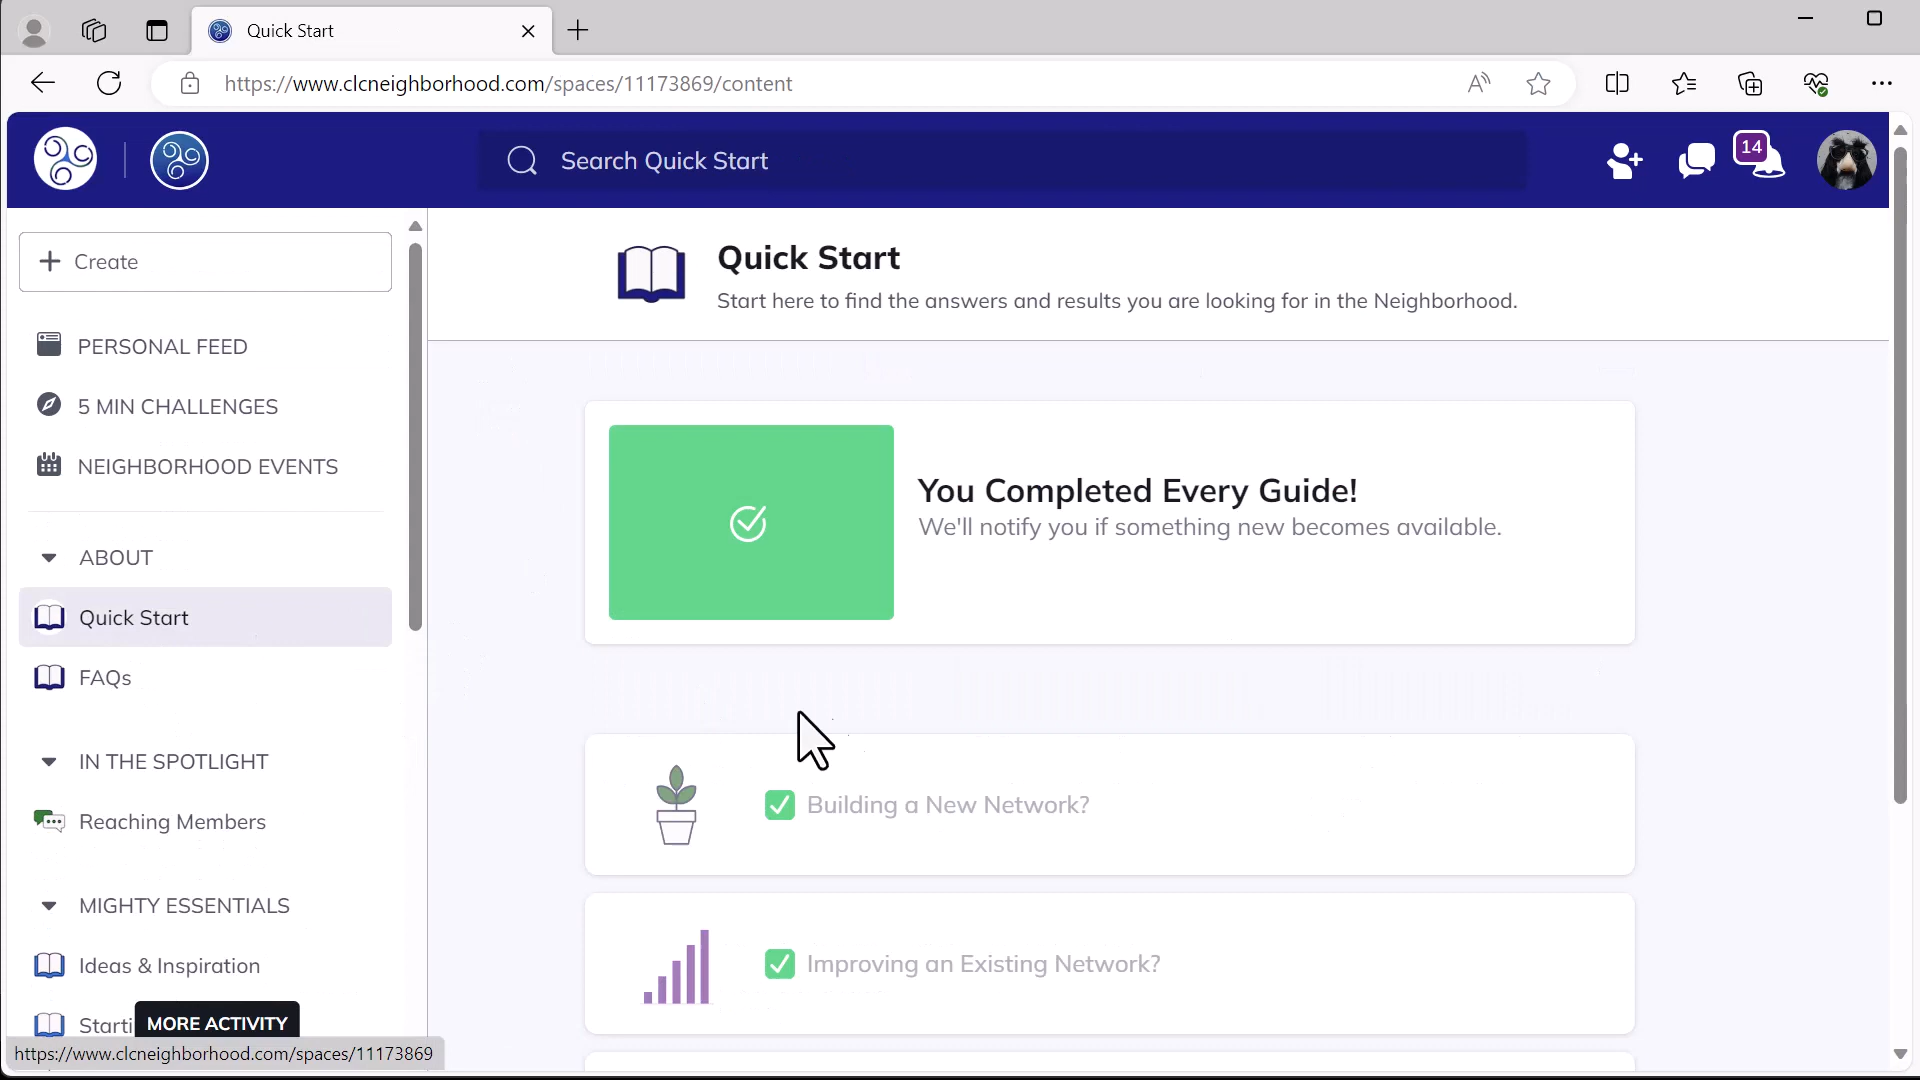 Quick Start
https://www.clcneighborhood.com/spaces/11173869/content
Search Quick Start
14
Create
PERSONAL FEED
5 MIN CHALLENGES
NEIGHBORHOOD EVENTS
ABOUT
Quick Start
FAQs
IN THE SPOTLIGHT
Reaching Members
MIGHTY ESSENTIALS
Ideas & Inspiration
Starti
MORE ACTIVITY
https://www.clcneighborhood.com/spaces/11173869
Quick Start
Start here to find the answers and results you are looking for in the Neighborhood.
You Completed Every Guide!
We'll notify you if something new becomes available.
Building a New Network?
Improving an Existing Network?